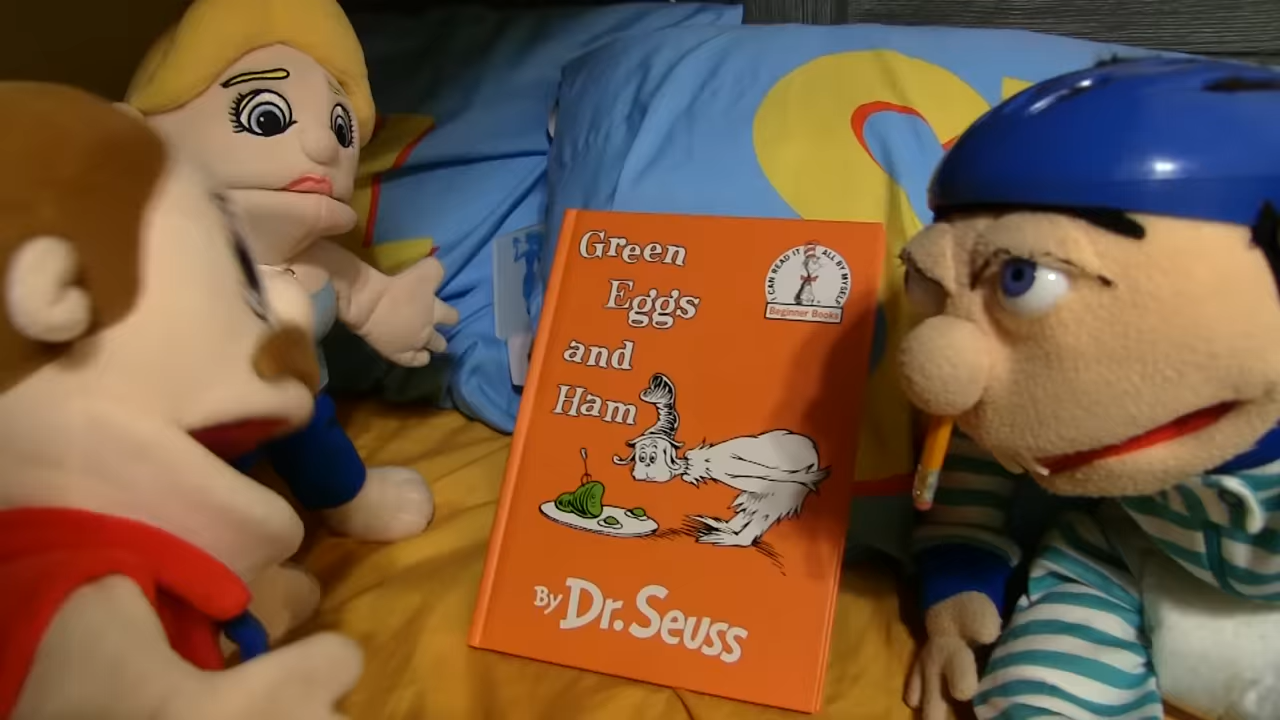 Green
Eggs
and
Ham
I CAN READ IT ALL BY MYSELF
Beginner Books
By Dr. Seuss